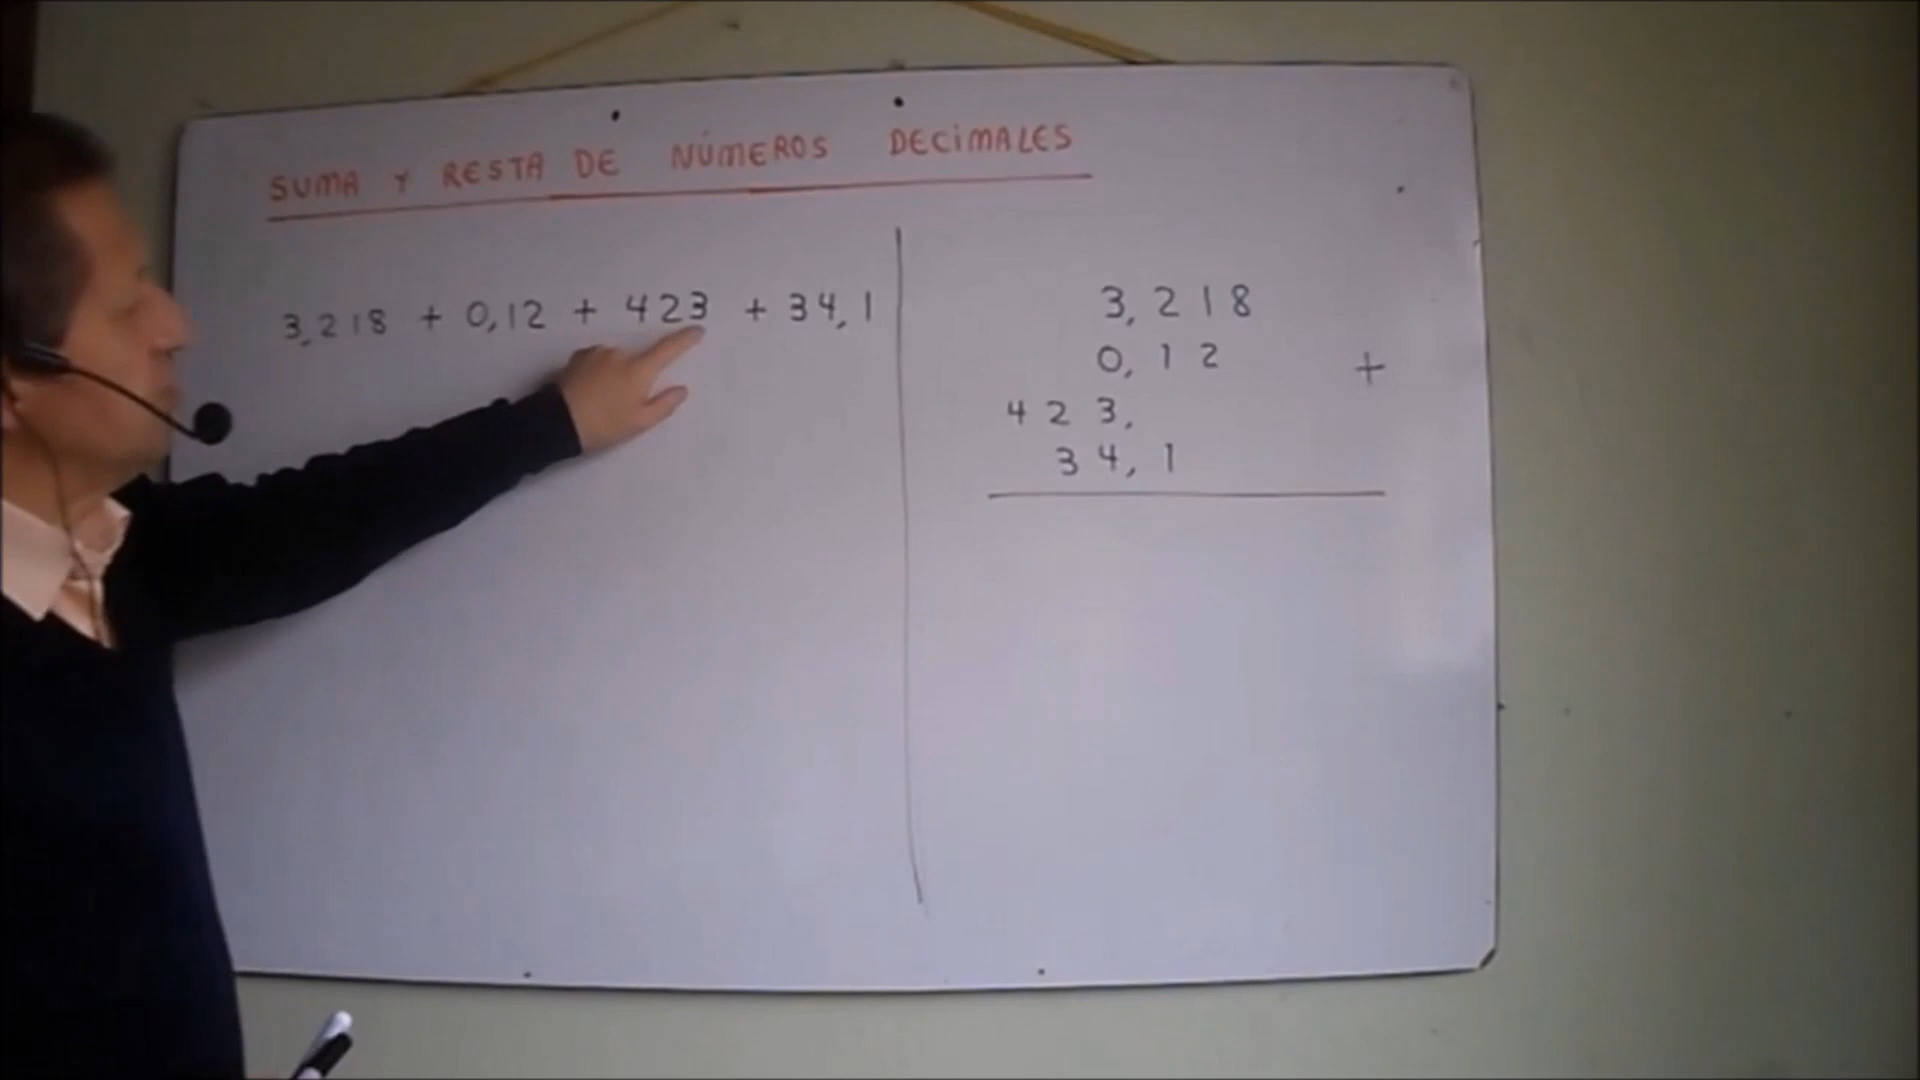 SUMA Y RESTA DE NÚMEROS DECIMALES
3,218 + 0,12 + 423 + 34,1
3,218
0,12 +
423,
34,1